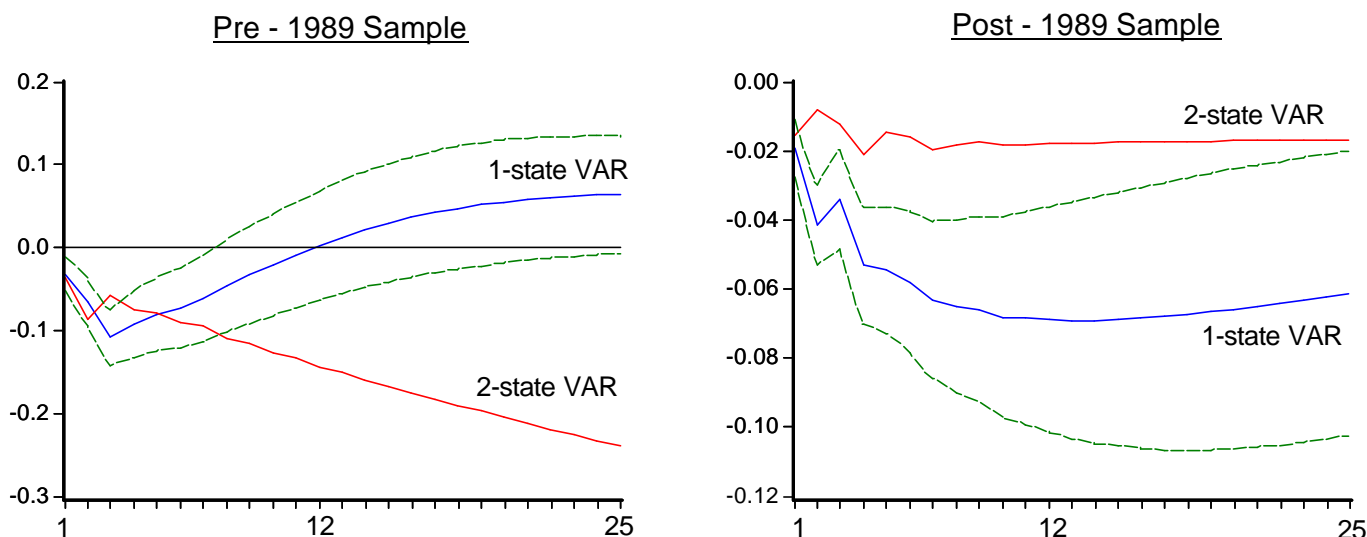 Pre - 1989 Sample
0.2
0.1
0.0
-0.1
-0.2
-0.3
1-state VAR
2-state VAR
1 12 25
Post - 1989 Sample
0.00
-0.02
-0.04
-0.06
-0.08
-0.10
-0.12
2-state VAR
1-state VAR
1 12 25